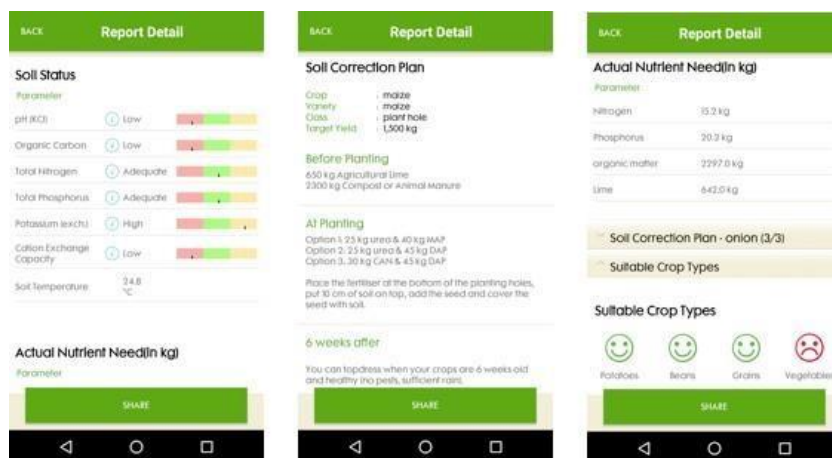 BACK Report Detail
Soil Status
Parameter
pH (KCl) Low
Organic Carbon Low
Total Nitrogen Adequate
Total Phosphorus Adequate
Potassium (exch.) High
Cation Exchange
Capacity Low
Soil Temperature 24.8
°C
Actual Nutrient Need(in kg)
Parameter
SHARE
BACK Report Detail
Soil Correction Plan
Crop : maize
Variety : maize
Class : plant hole
Target Yield : 1,500 kg
Before Planting
650 kg Agricultural Lime
2300 kg Compost or Animal Manure
At Planting
Option 1: 25 kg urea & 40 kg MAP
Option 2: 25 kg urea & 45 kg DAP
Option 3: 30 kg CAN & 45 kg DAP
Place the fertiliser at the bottom of the planting holes,
put 10 cm of soil on top, add the seed and cover the
seed with soil.
6 weeks after
You can topdress when your crops are 6 weeks old
and healthy (no pests, sufficient rain).
SHARE
BACK Report Detail
Actual Nutrient Need(in kg)
Parameter
Nitrogen 15.2 kg
Phosphorus 20.2 kg
organic matter 2297.0 kg
Lime 642.0 kg
Soil Correction Plan - onion (3/3)
Suitable Crop Types
Suitable Crop Types
Potatoes Beans Grains Vegetables
SHARE